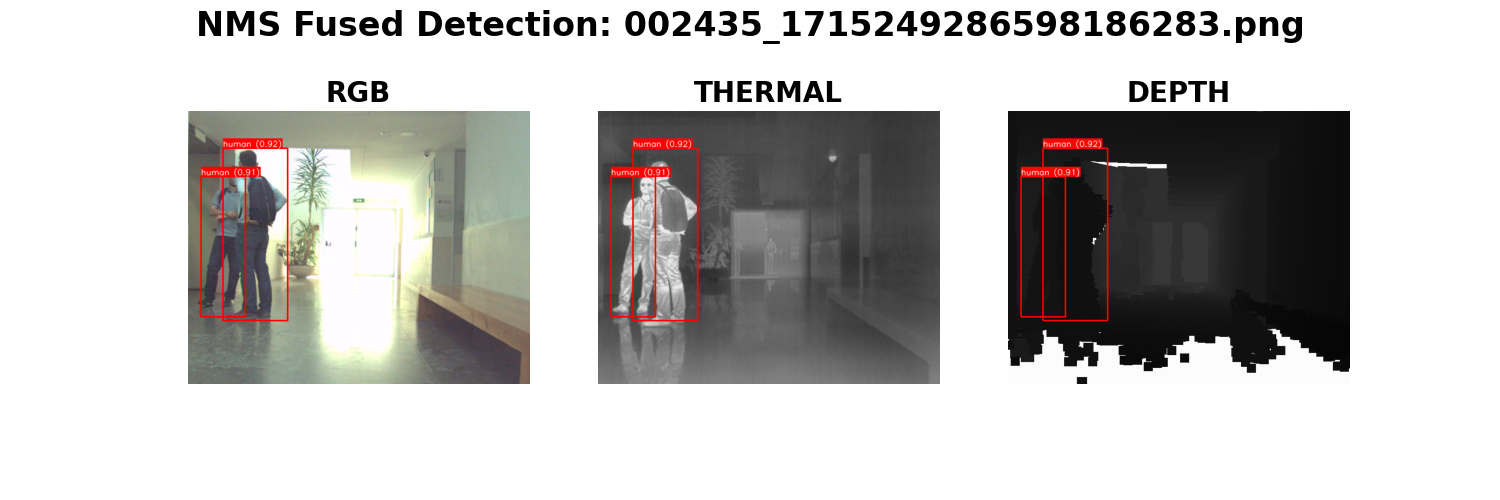 NMS Fused Detection: 002435_1715249286598186283.png
RGB
THERMAL
DEPTH
human (0.92)
human (0.91)
human (0.92)
human (0.91)
human (0.92)
human (0.91)